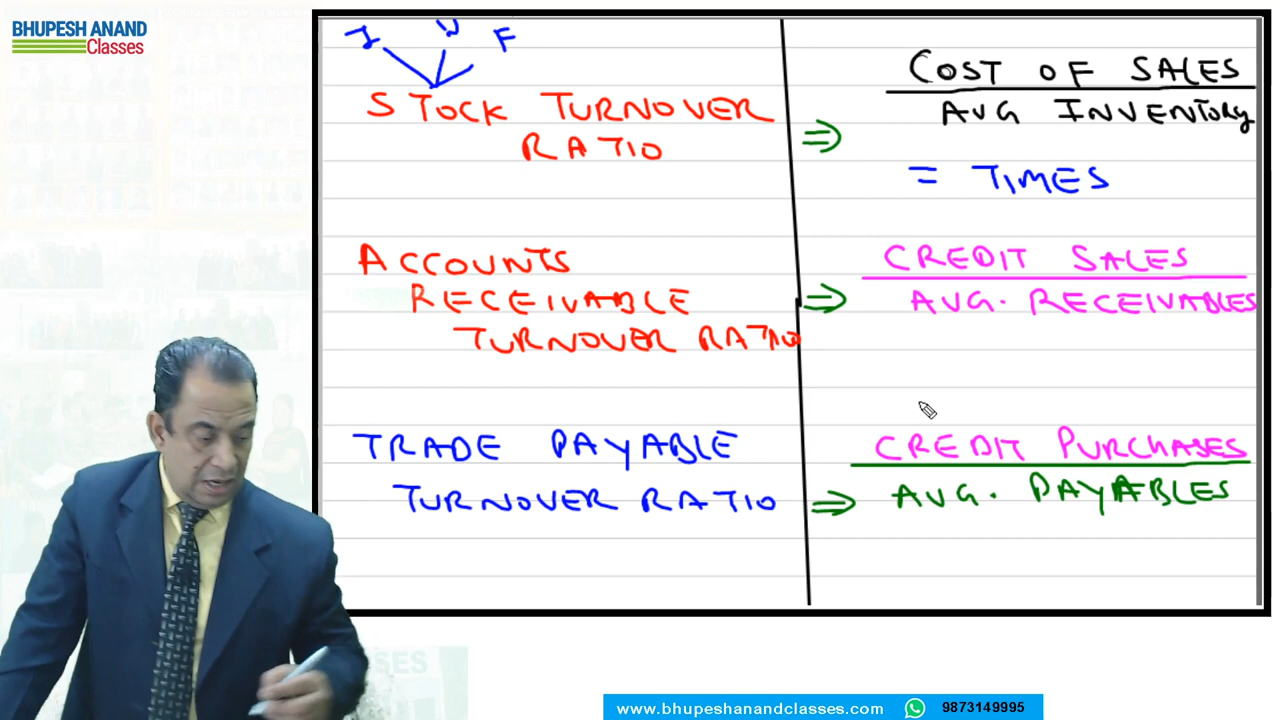 BHUPESH ANAND
Classes
I W F
STOCK TURNOVER
RATIO
⇒
COST OF SALES
AVG INVENTORY
= TIMES
ACCOUNTS
RECEIVABLE
TURNOVER RATIO
⇒
CREDIT SALES
AVG. RECEIVABLES
TRADE PAYABLE
TURNOVER RATIO
⇒
CREDIT PURCHASES
AVG. PAYABLES
www.bhupeshanandclasses.com 9873149995